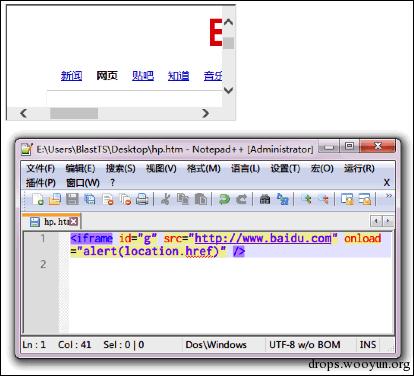 新闻 网页 贴吧 知道 音乐
E:\Users\BlastTS\Desktop\hp.htm - Notepad++ [Administrator]
文件(F) 编辑(E) 搜索(S) 视图(V) 格式(M) 语言(L) 设置(T) 宏(O) 运行(R)
插件(P) 窗口(W) ? X
hp.htm
1 <iframe id="g" src="http://www.baidu.com" onload
="alert(location.href)" />
2
Ln : 1 Col : 41 Sel : 0 | 0 Dos\Windows UTF-8 w/o BOM INS
drops.wooyun.org